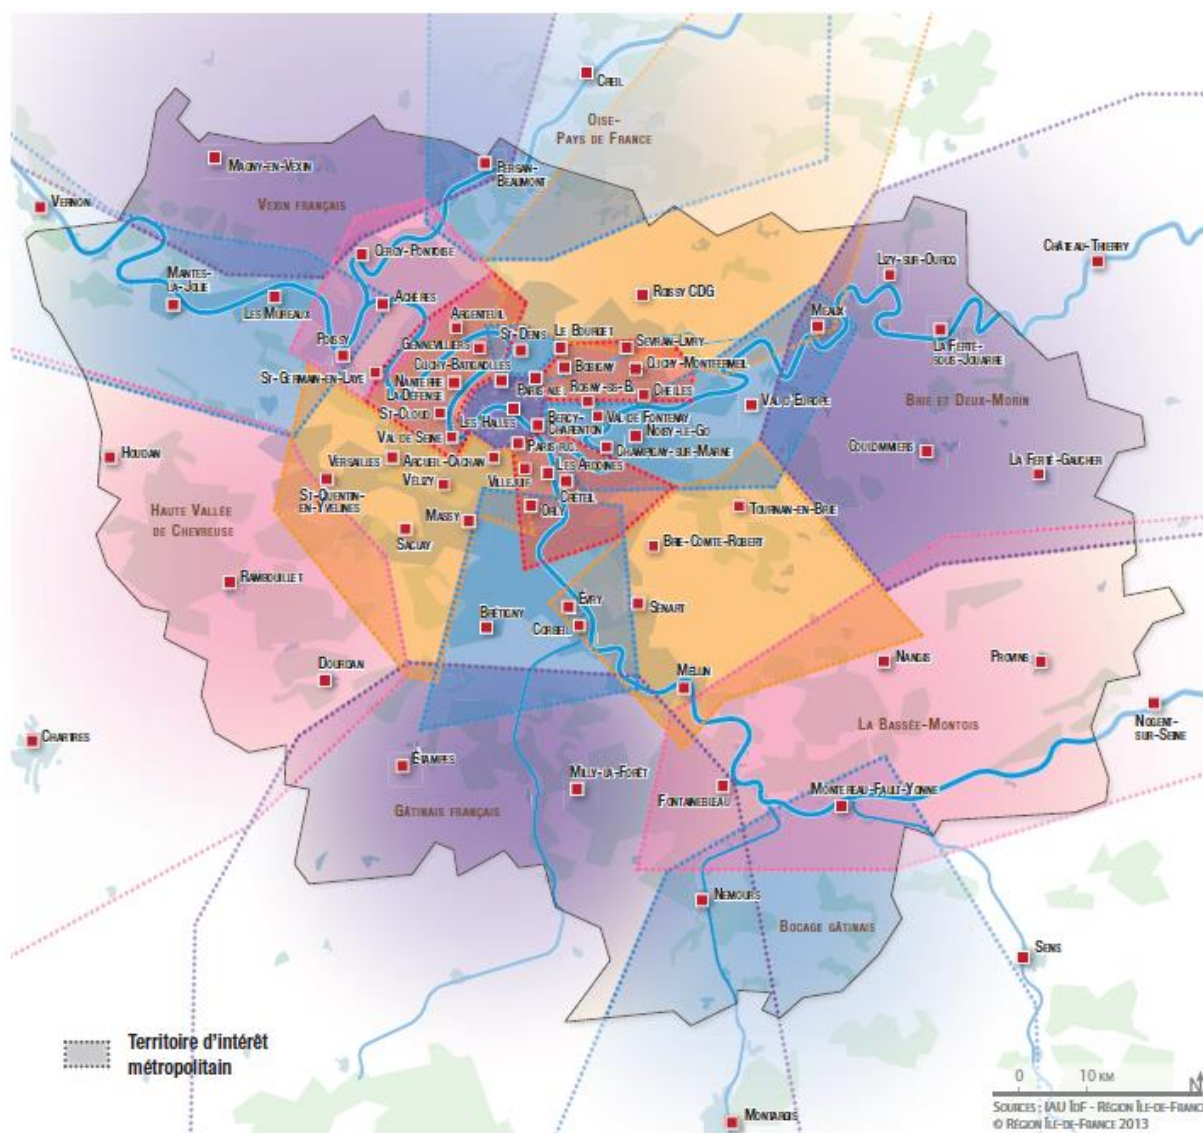 Creil
Oise-
Pays de France
Magny-en-Vexin
Persan-
Beaumont
Vexin français
Vernon
Cergy-Pontoise
Château-Thierry
Lizy-sur-Ourcq
Mantes-
la-Jolie
Les Mureaux
Achères
Roissy CDG
Meaux
Argenteuil
St-Denis
Le Bourget
Sevran-Livry
La Ferté-
sous-Jouarre
Poissy
Gennevilliers
Clichy-Batignolles
Bobigny
Clichy-Montfermeil
St-Germain-en-Laye
Nanterre
La Défense
Paris N.E.
Rosny-ss-B.
Chelles
Val d'Europe
Brie et Deux-Morin
St-Cloud
Les Halles
Bercy-
Charenton
Val de Fontenay
Noisy-le-Gd
Val de Seine
Paris R.G.
Champigny-sur-Marne
Coulommiers
Houdan
Versailles
Arcueil-Cachan
Les Ardoines
La Ferté-Gaucher
St-Quentin-
en-Yvelines
Vélizy
Villejuif
Créteil
Haute Vallée
de Chevreuse
Massy
Orly
Tournan-en-Brie
Saclay
Brie-Comte-Robert
Rambouillet
Évry
Sénart
Brétigny
Corbeil
Dourdan
Melun
Nangis
Provins
Chartres
La Bassée-Montois
Nogent-
sur-Seine
Étampes
Milly-la-Forêt
Fontainebleau
Montereau-Fault-Yonne
Gâtinais français
Nemours
Bocage gâtinais
Sens
Territoire d'intérêt
métropolitain
0 10 km
N
Sources : IAU îdF - Région Île-de-France
© Région Île-de-France 2013
Montargis